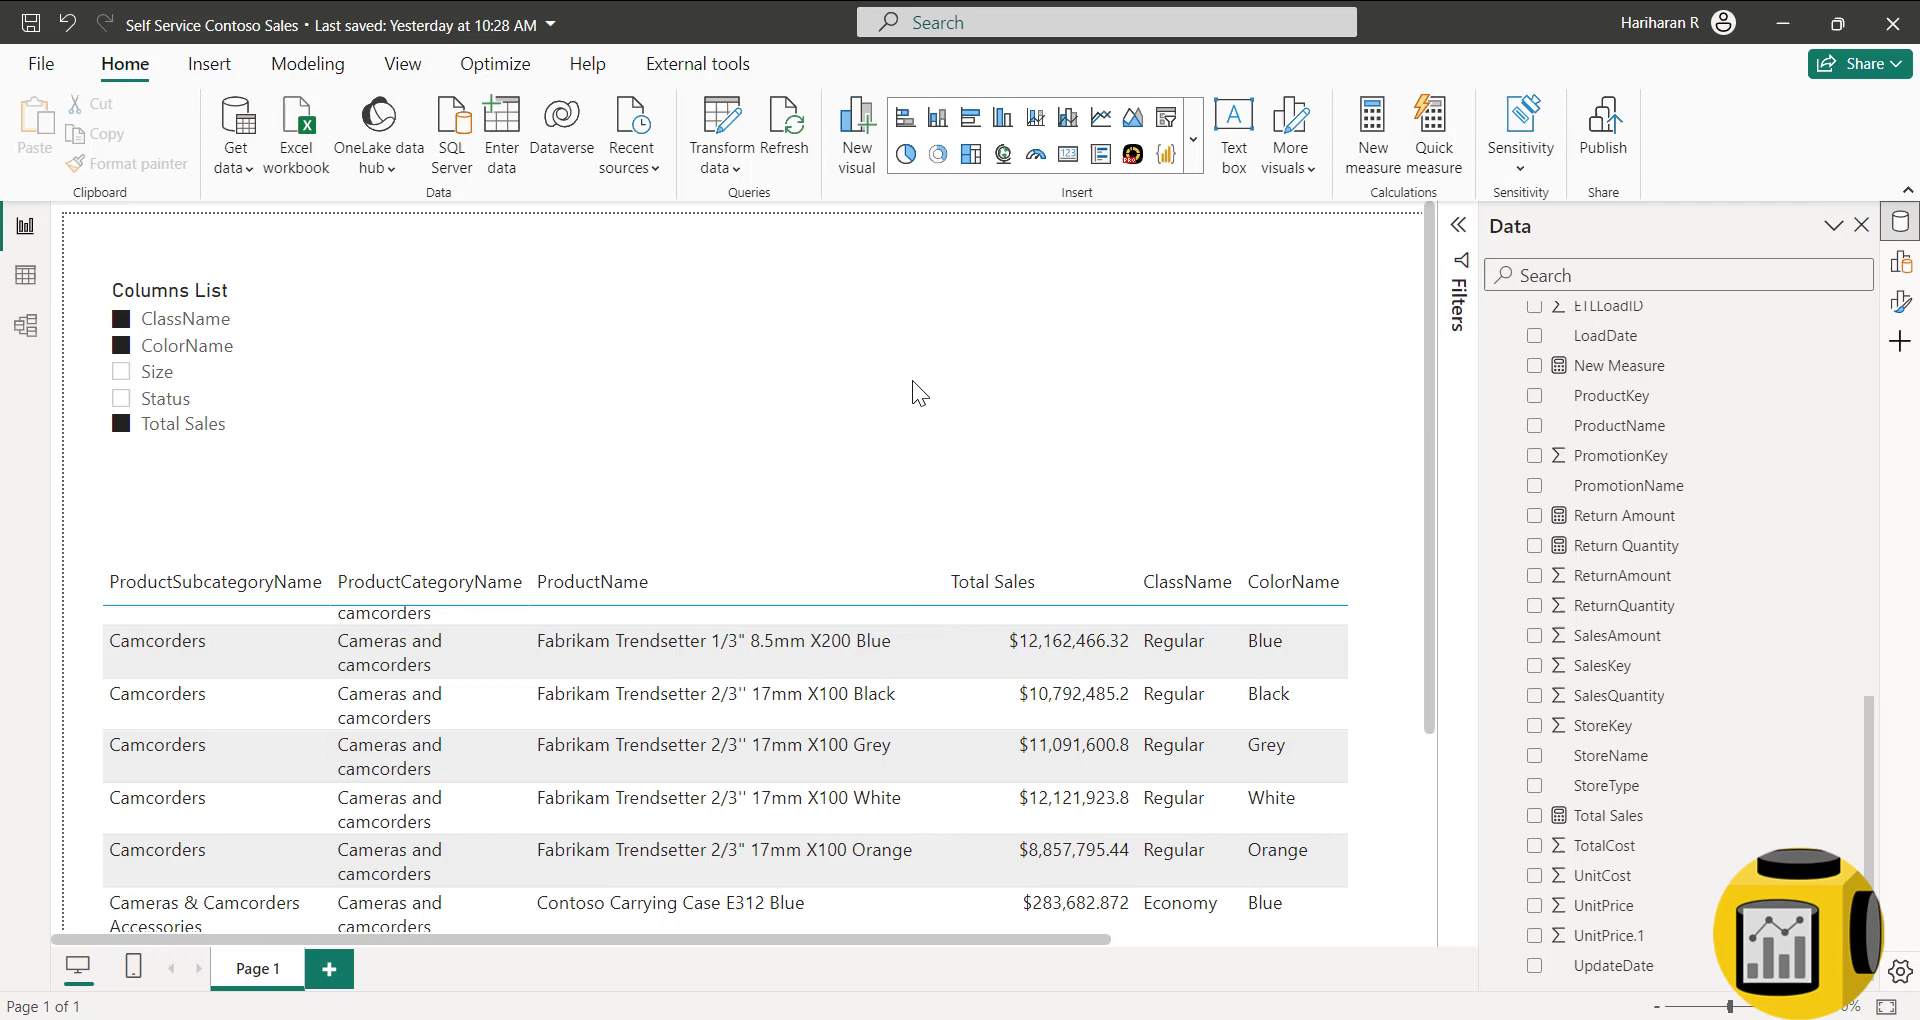 Self Service Contoso Sales • Last saved: Yesterday at 10:28 AM
Search
Hariharan R
File Home Insert Modeling View Optimize Help External tools
Share
Paste
Cut
Copy
Format painter
Clipboard
Get data
Excel workbook
OneLake data hub
SQL Server
Enter data
Dataverse
Recent sources
Data
Transform data
Refresh
Queries
New visual
123
PRO
A
Text box
More visuals
Insert
New measure
Quick measure
Calculations
Sensitivity
Sensitivity
Publish
Share
Columns List
ClassName
ColorName
Size
Status
Total Sales
ProductSubcategoryName ProductCategoryName ProductName Total Sales ClassName ColorName
camcorders
Camcorders Cameras and camcorders Fabrikam Trendsetter 1/3" 8.5mm X200 Blue $12,162,466.32 Regular Blue
Camcorders Cameras and camcorders Fabrikam Trendsetter 2/3'' 17mm X100 Black $10,792,485.2 Regular Black
Camcorders Cameras and camcorders Fabrikam Trendsetter 2/3'' 17mm X100 Grey $11,091,600.8 Regular Grey
Camcorders Cameras and camcorders Fabrikam Trendsetter 2/3'' 17mm X100 White $12,121,923.8 Regular White
Camcorders Cameras and camcorders Fabrikam Trendsetter 2/3" 17mm X100 Orange $8,857,795.44 Regular Orange
Cameras & Camcorders Accessories Cameras and camcorders Contoso Carrying Case E312 Blue $283,682.872 Economy Blue
Filters
Data
Search
ETLLoadID
LoadDate
New Measure
ProductKey
ProductName
PromotionKey
PromotionName
Return Amount
Return Quantity
ReturnAmount
ReturnQuantity
SalesAmount
SalesKey
SalesQuantity
StoreKey
StoreName
StoreType
Total Sales
TotalCost
UnitCost
UnitPrice
UnitPrice.1
UpdateDate
Page 1
Page 1 of 1